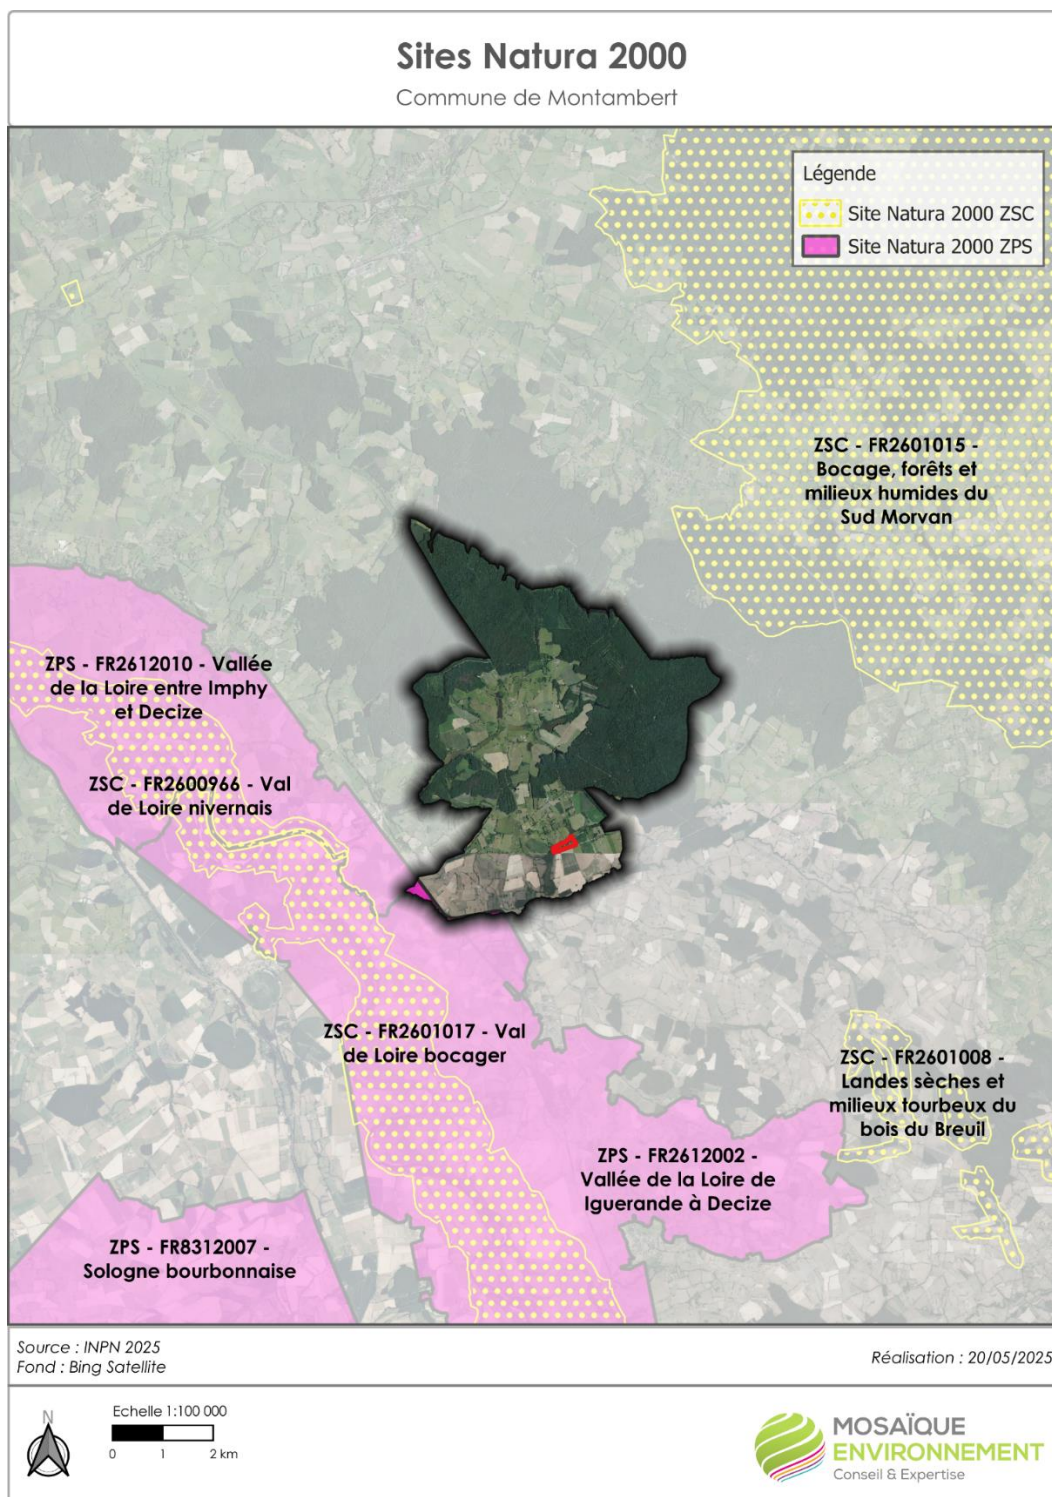 Sites Natura 2000
Commune de Montambert
Légende
Site Natura 2000 ZSC
Site Natura 2000 ZPS
ZSC - FR2601015 -
Bocage, forêts et
milieux humides du
Sud Morvan
ZPS - FR2612010 - Vallée
de la Loire entre Imphy
et Decize
ZSC - FR2600966 - Val
de Loire nivernais
ZSC - FR2601017 - Val
de Loire bocager
ZSC - FR2601008 -
Landes sèches et
milieux tourbeux du
bois du Breuil
ZPS - FR2612002 -
Vallée de la Loire de
Iguerande à Decize
ZPS - FR8312007 -
Sologne bourbonnaise
Source : INPN 2025
Fond : Bing Satellite
Réalisation : 20/05/2025
N
Echelle 1:100 000
0 1 2 km
MOSAÏQUE
ENVIRONNEMENT
Conseil & Expertise